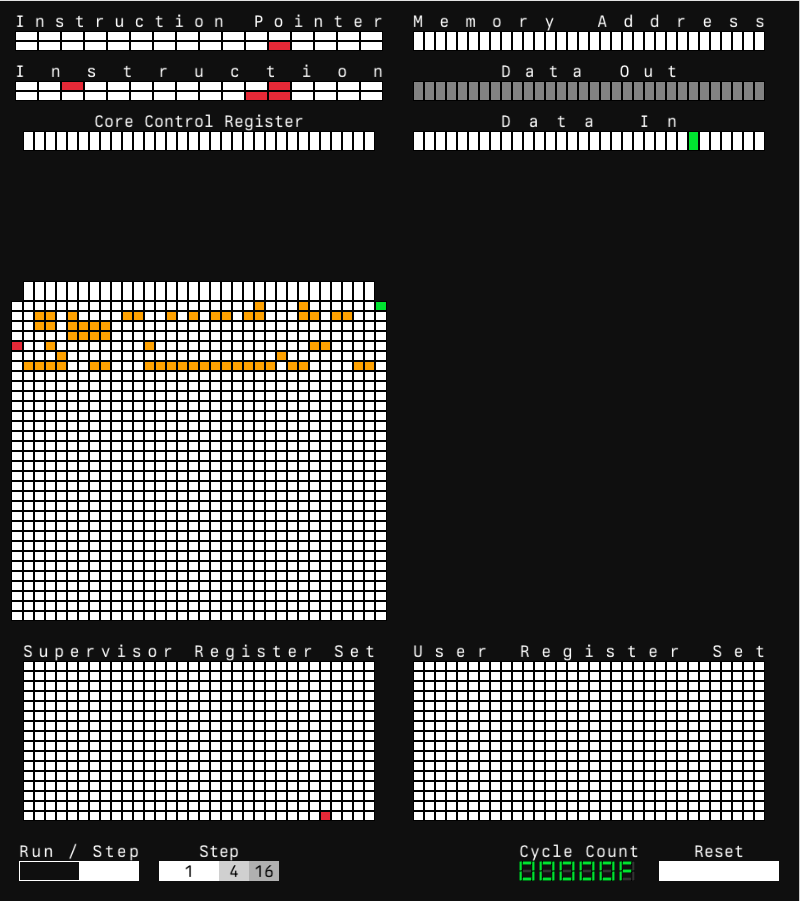 Instruction Pointer
Memory Address
Instruction
Data Out
Core Control Register
Data In
Supervisor Register Set
User Register Set
Run / Step
Step
Cycle Count
Reset
1 4 16
00000F